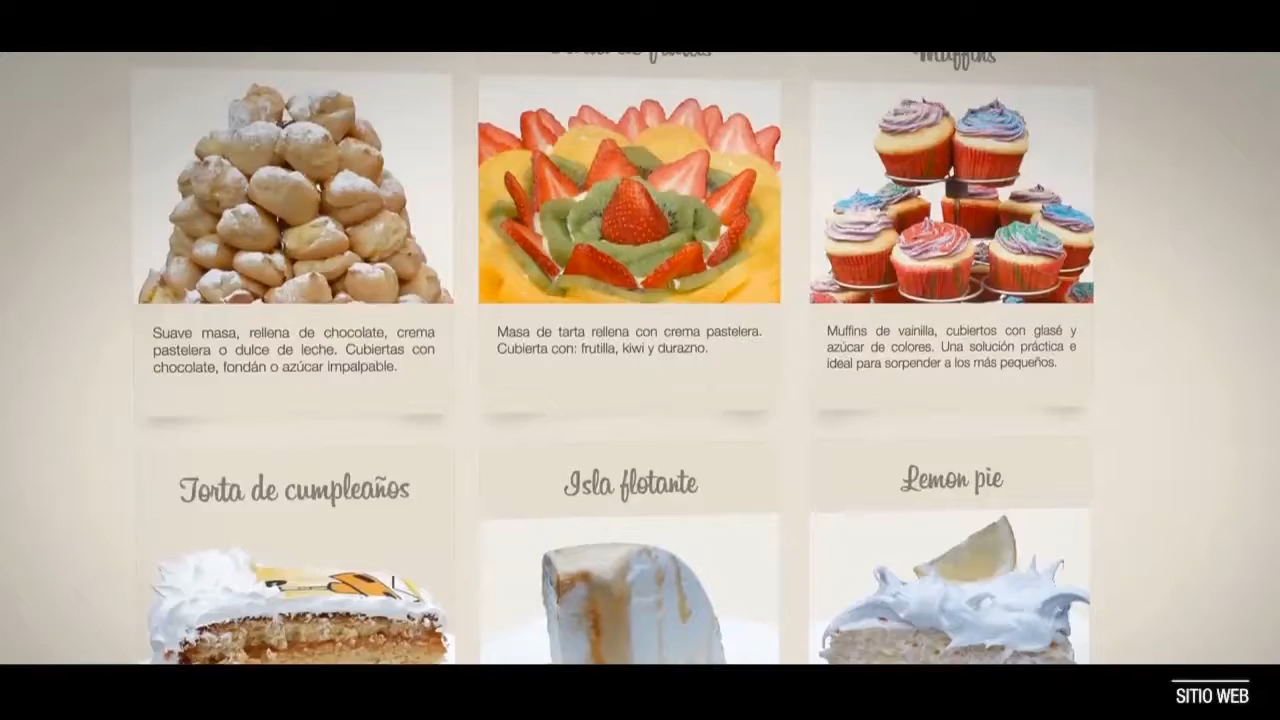 Muffins
Suave masa, rellena de chocolate, crema
pastelera o dulce de leche. Cubiertas con
chocolate, fondán o azúcar impalpable.
Masa de tarta rellena con crema pastelera.
Cubierta con: frutilla, kiwi y durazno.
Muffins de vainilla, cubiertos con glasé y
azúcar de colores. Una solución práctica e
ideal para sorpender a los más pequeños.
Torta de cumpleaños
Isla flotante
Lemon pie
SITIO WEB